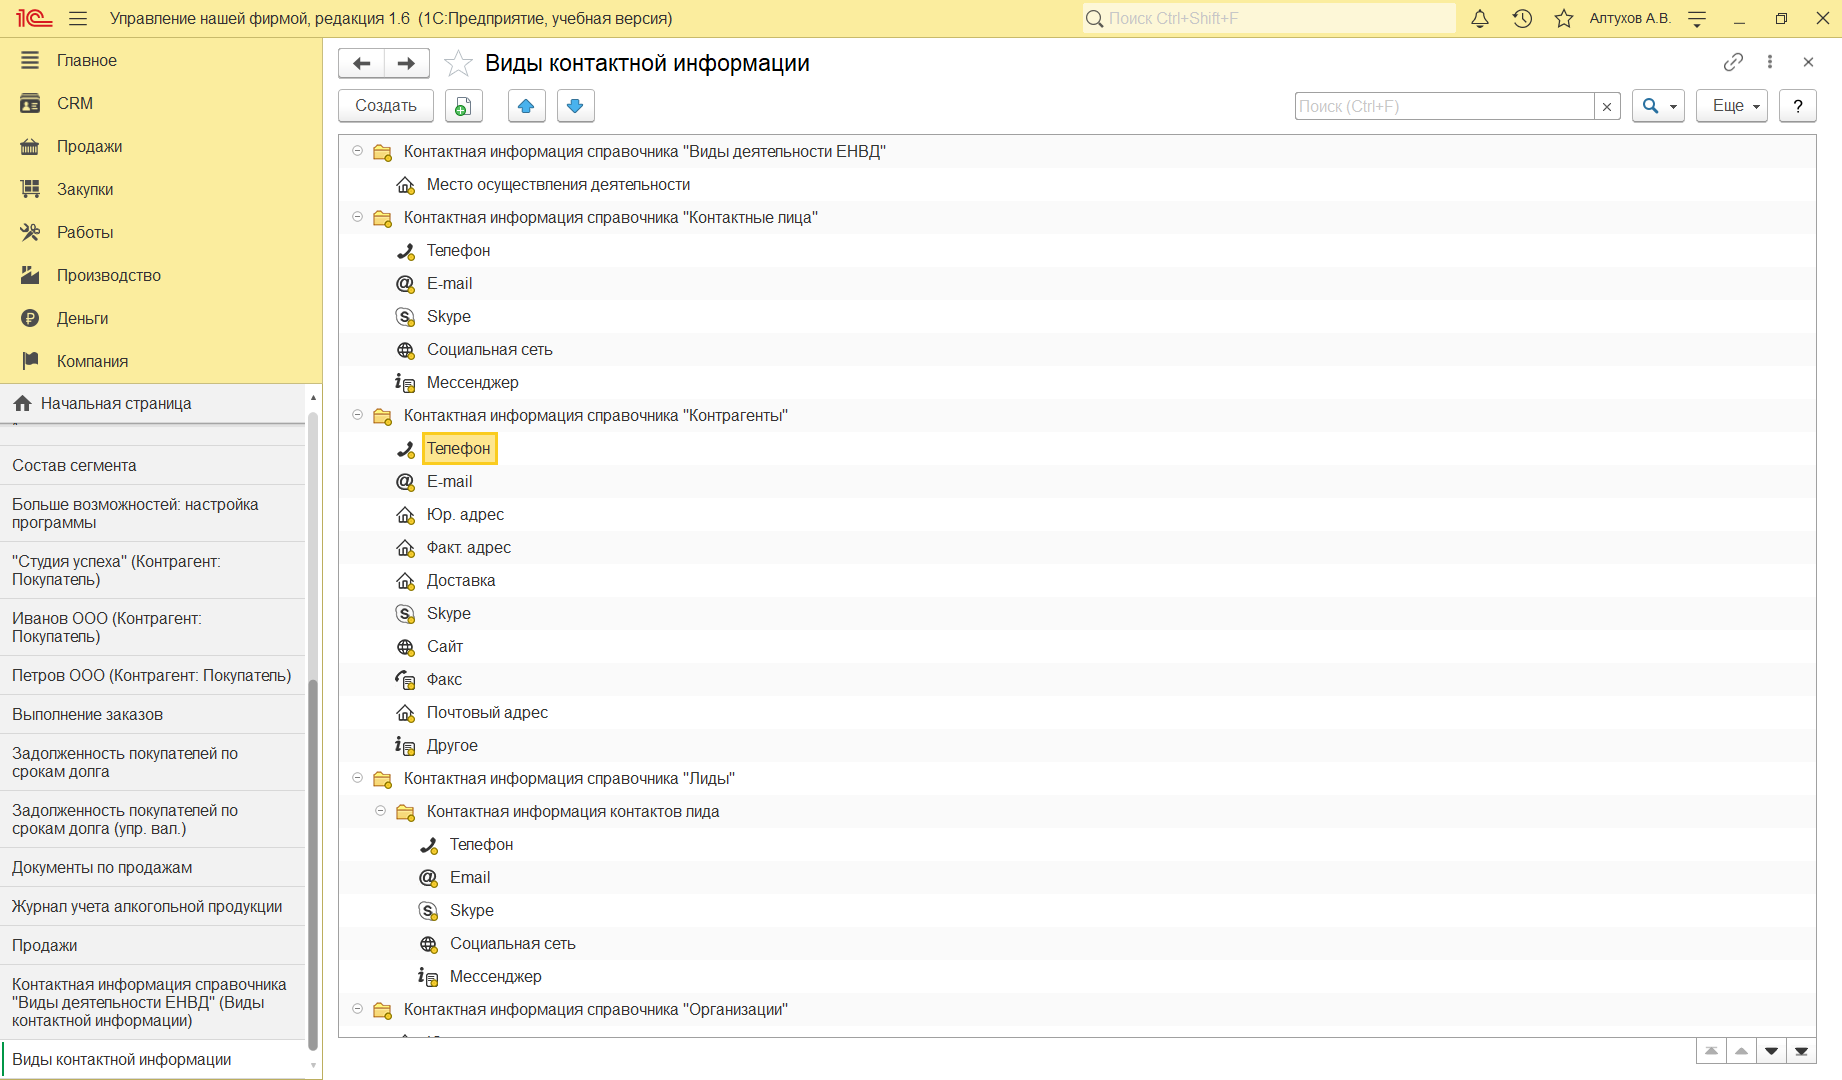 1С Управление нашей фирмой, редакция 1.6 (1С:Предприятие, учебная версия)
Поиск Ctrl+Shift+F
Алтухов А.В.
Главное
CRM
Продажи
Закупки
Работы
Производство
Деньги
Компания
Начальная страница
Состав сегмента
Больше возможностей: настройка
программы
"Студия успеха" (Контрагент:
Покупатель)
Иванов ООО (Контрагент:
Покупатель)
Петров ООО (Контрагент: Покупатель)
Выполнение заказов
Задолженность покупателей по
срокам долга
Задолженность покупателей по
срокам долга (упр. вал.)
Документы по продажам
Журнал учета алкогольной продукции
Продажи
Контактная информация справочника
"Виды деятельности ЕНВД" (Виды
контактной информации)
Виды контактной информации
Виды контактной информации
Создать
Поиск (Ctrl+F)
Еще
?
Контактная информация справочника "Виды деятельности ЕНВД"
Место осуществления деятельности
Контактная информация справочника "Контактные лица"
Телефон
E-mail
Skype
Социальная сеть
Мессенджер
Контактная информация справочника "Контрагенты"
Телефон
E-mail
Юр. адрес
Факт. адрес
Доставка
Skype
Сайт
Факс
Почтовый адрес
Другое
Контактная информация справочника "Лиды"
Контактная информация контактов лида
Телефон
Email
Skype
Социальная сеть
Мессенджер
Контактная информация справочника "Организации"